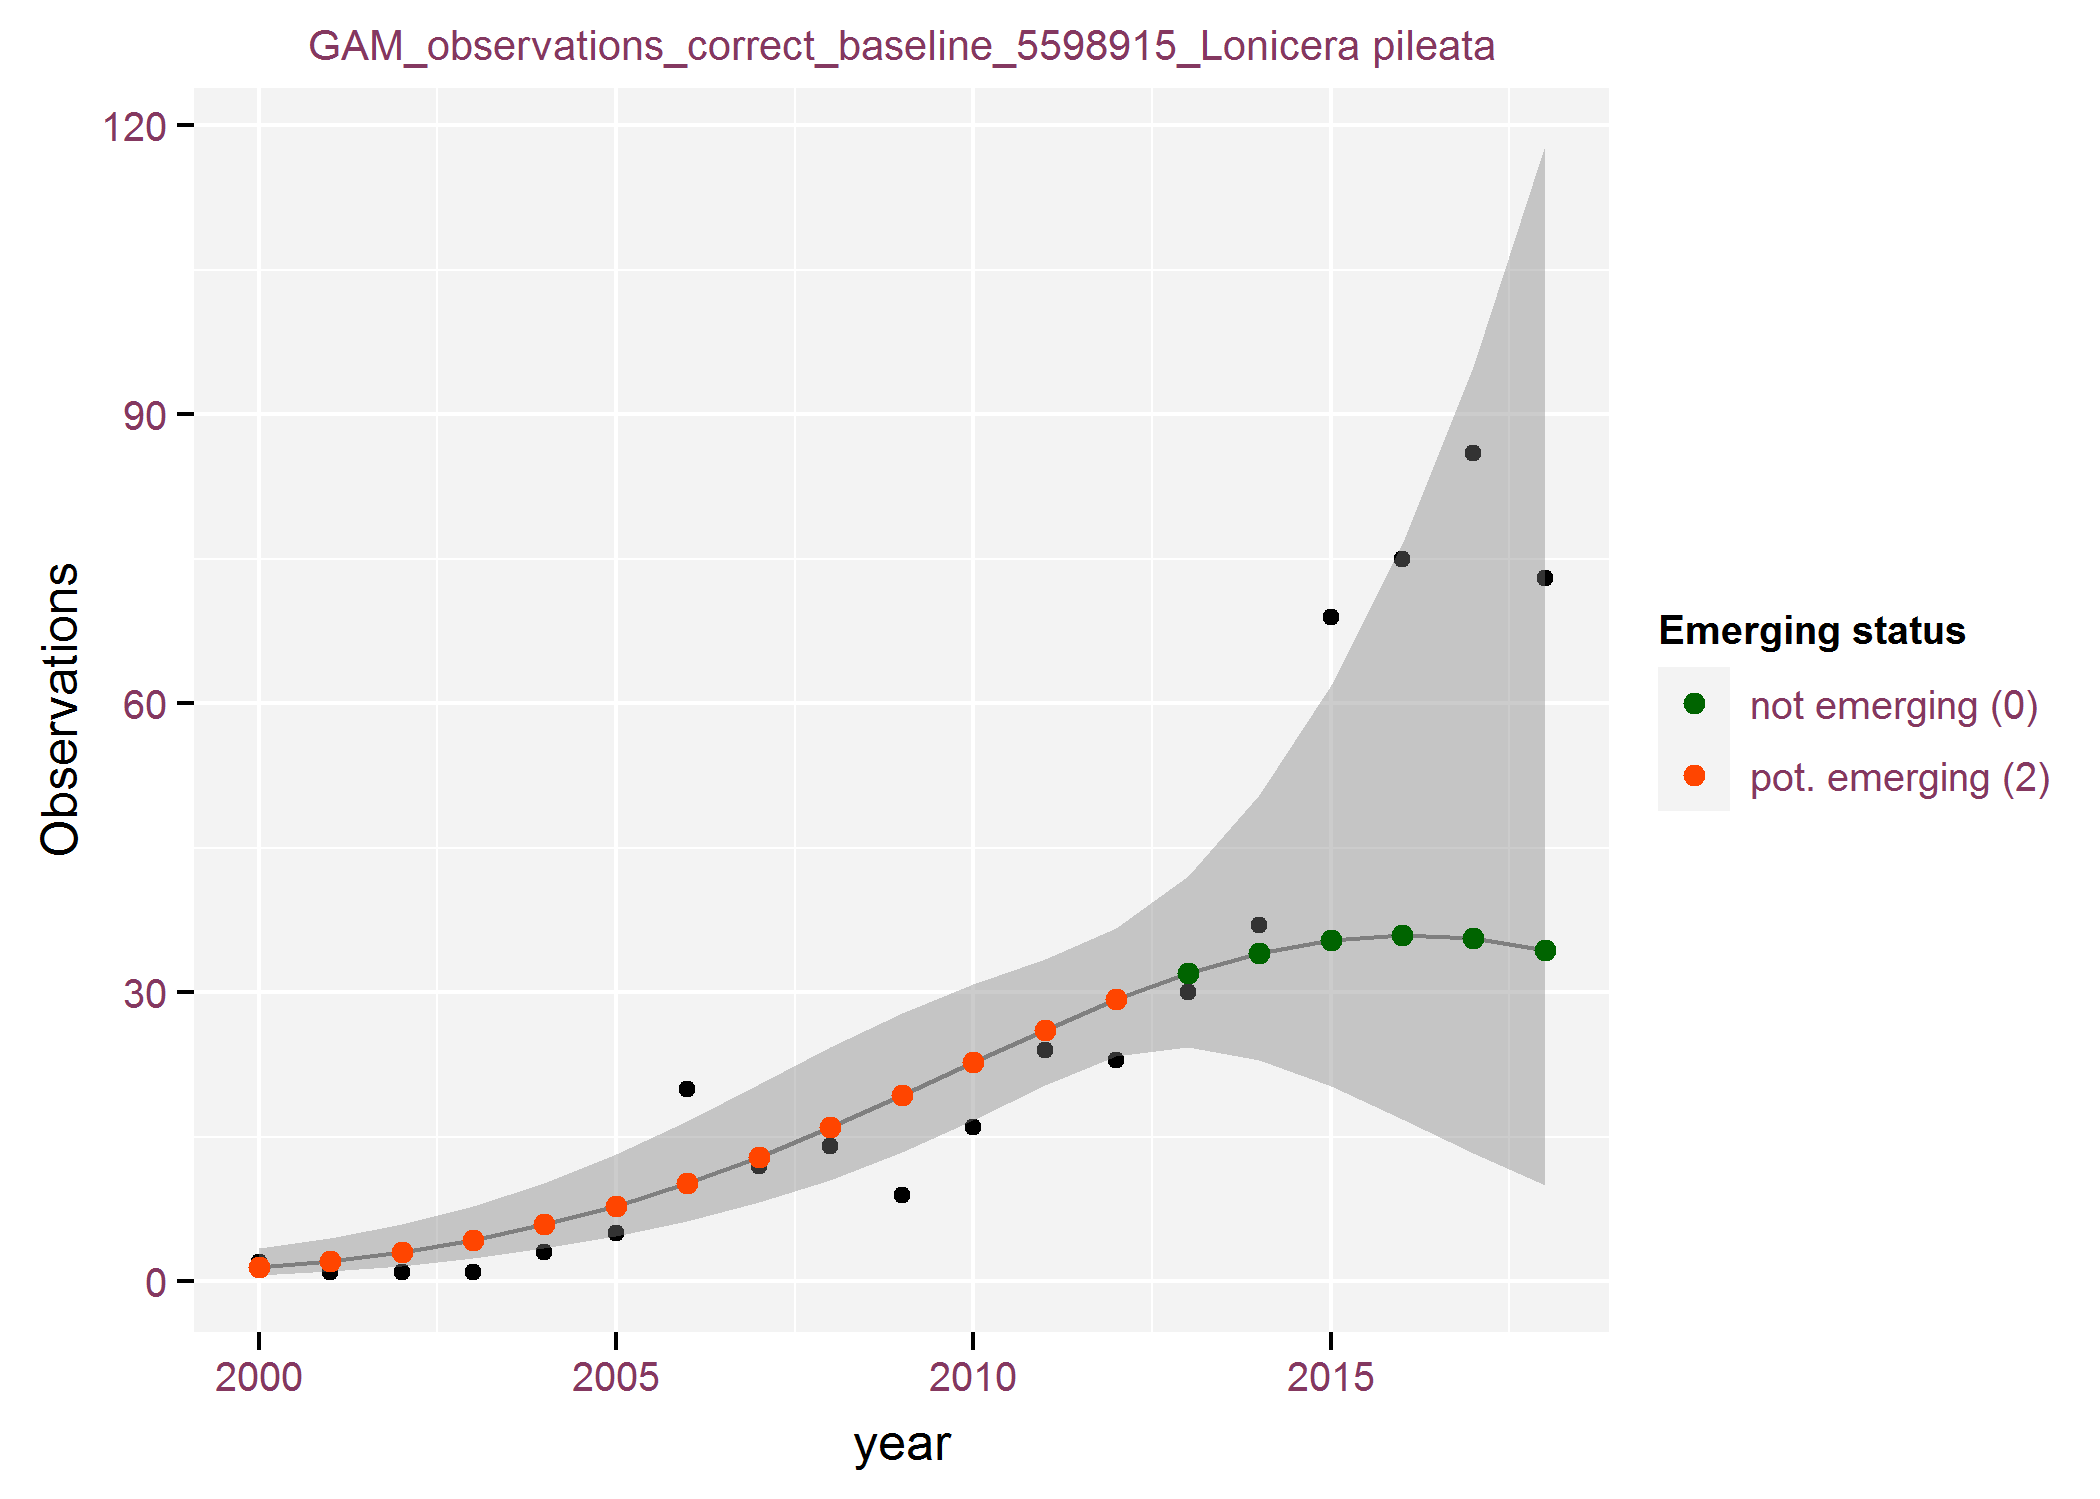 GAM_observations_correct_baseline_5598915_Lonicera pileata
120
90
60
30
0
Observations
2000
2005
2010
2015
year
Emerging status
not emerging (0)
pot. emerging (2)